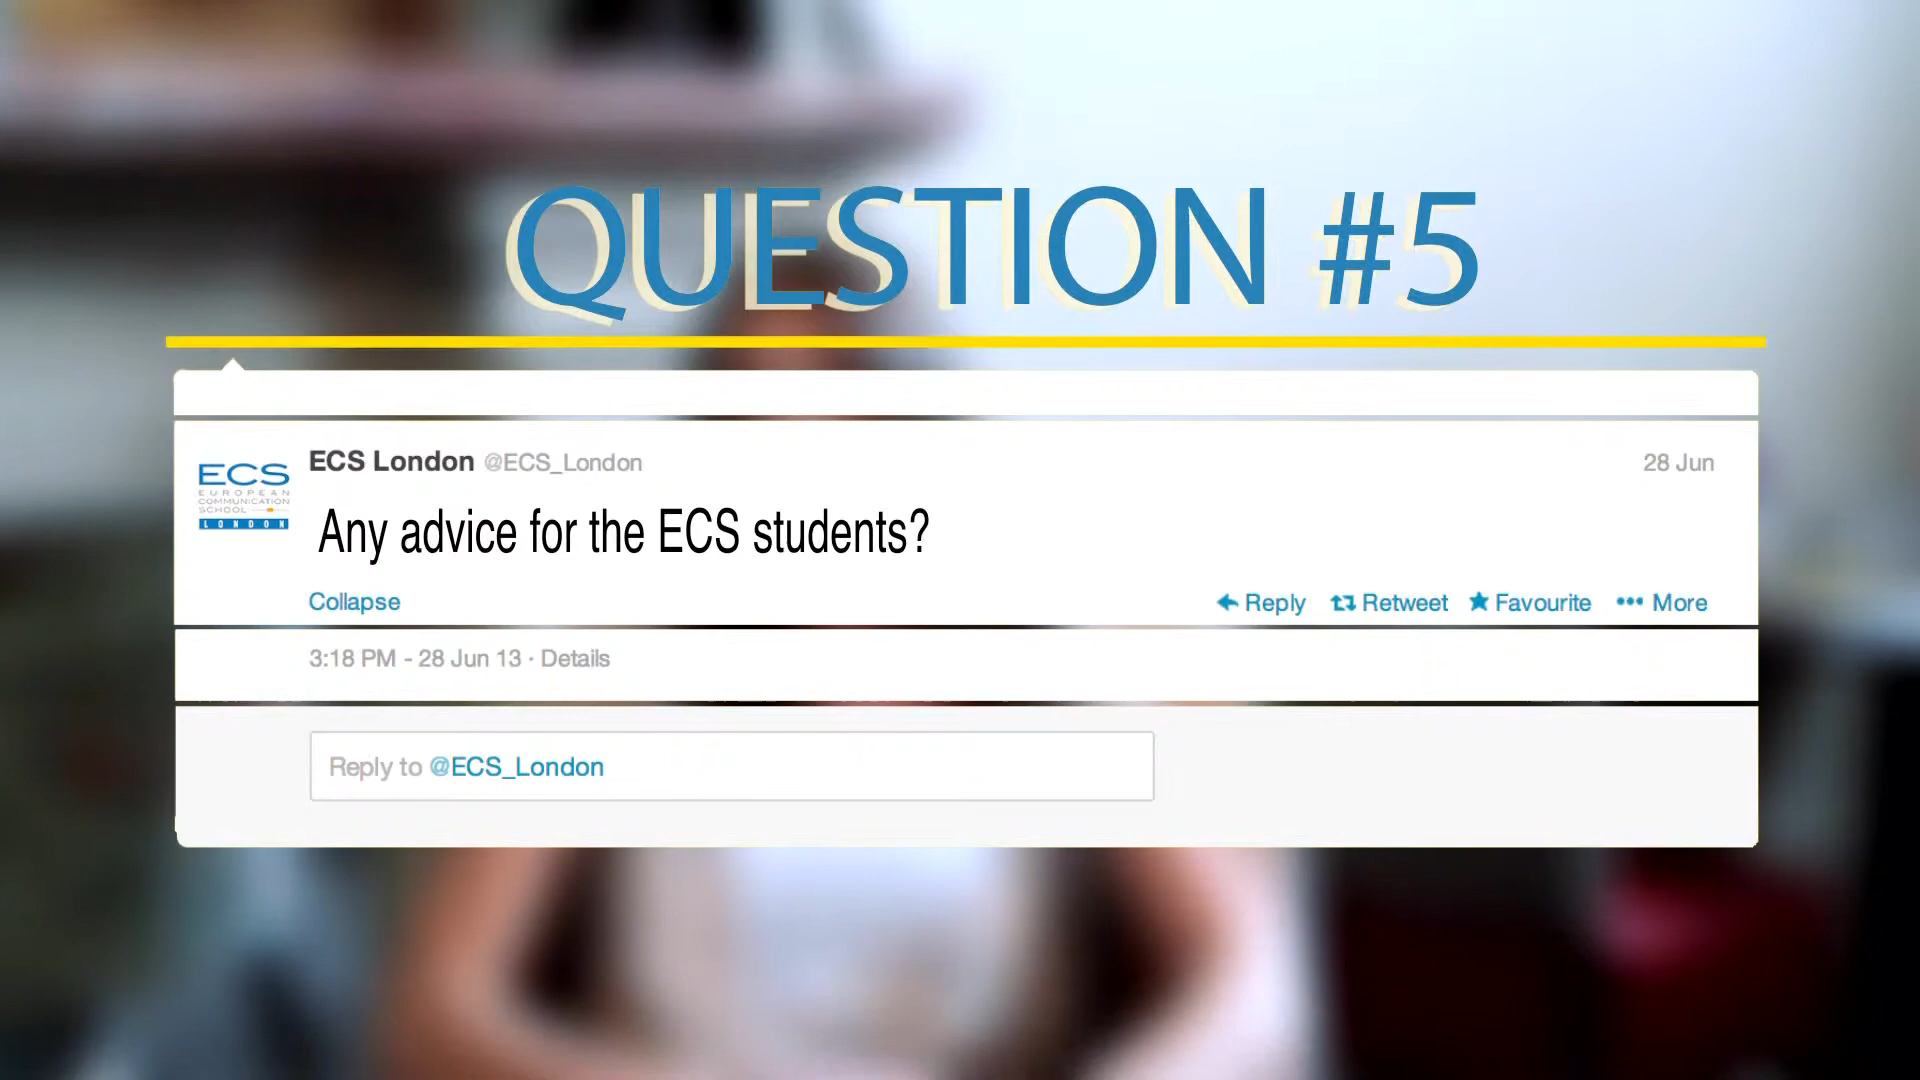 QUESTION #5
ECS London @ECS_London 28 Jun
ECS
EUROPEAN
COMMUNICATION
SCHOOL
LONDON
Any advice for the ECS students?
Collapse Reply Retweet Favourite More
3:18 PM - 28 Jun 13 · Details
Reply to @ECS_London